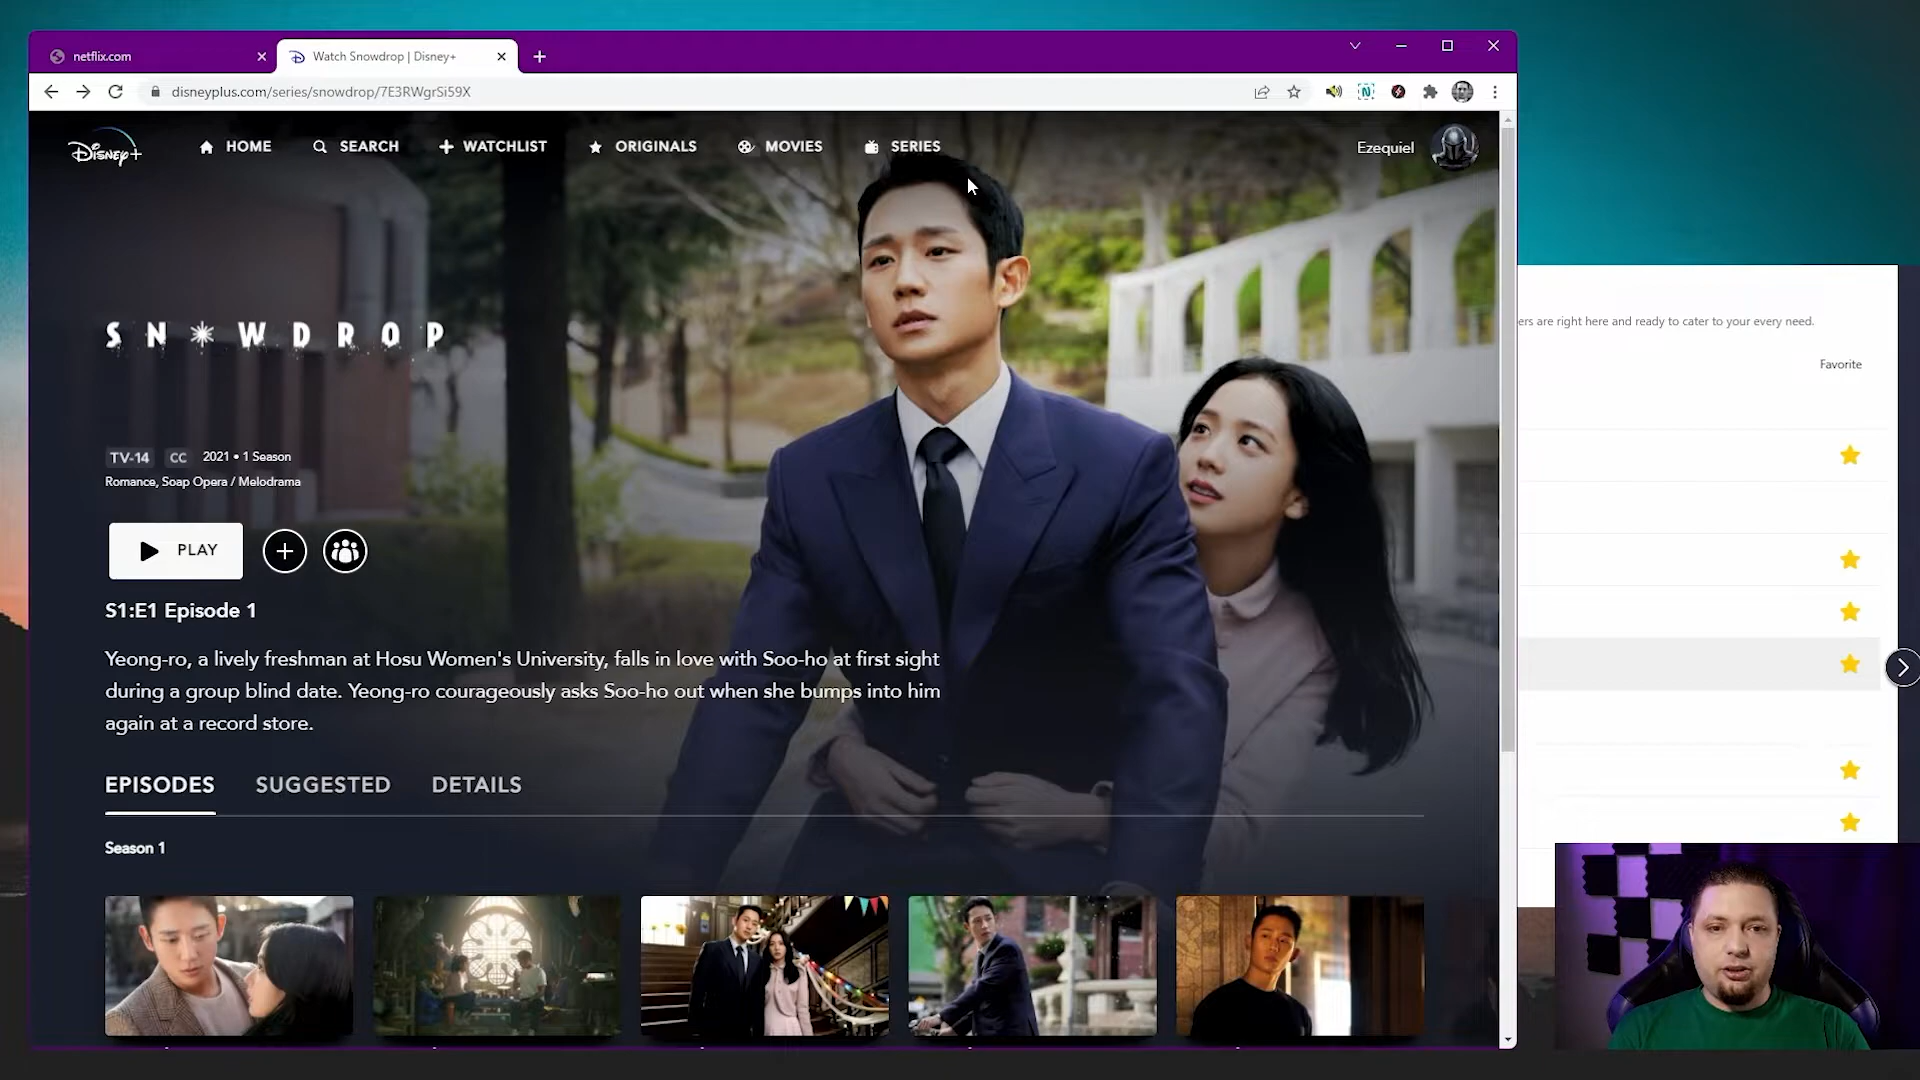 netflix.com
Watch Snowdrop | Disney+
disneyplus.com/series/snowdrop/7E3RWgrSi59X
Disney+
HOME
SEARCH
WATCHLIST
ORIGINALS
MOVIES
SERIES
Ezequiel
SNOWDROP
TV-14 CC 2021 • 1 Season
Romance, Soap Opera / Melodrama
PLAY
S1:E1 Episode 1
Yeong-ro, a lively freshman at Hosu Women's University, falls in love with Soo-ho at first sight
during a group blind date. Yeong-ro courageously asks Soo-ho out when she bumps into him
again at a record store.
EPISODES
SUGGESTED
DETAILS
Season 1
ers are right here and ready to cater to your every need.
Favorite